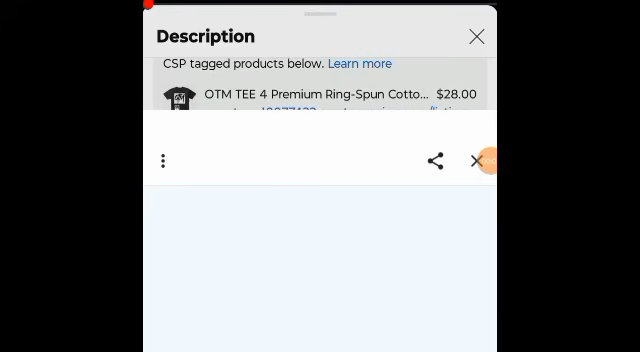 Description
CSP tagged products below. Learn more
OTM TEE 4 Premium Ring-Spun Cotto... $28.00